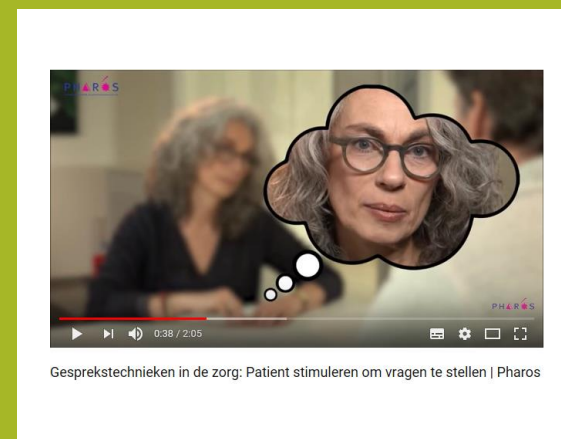 PHAROS
PHAROS
0:38 / 2:05
Gesprekstechnieken in de zorg: Patient stimuleren om vragen te stellen | Pharos